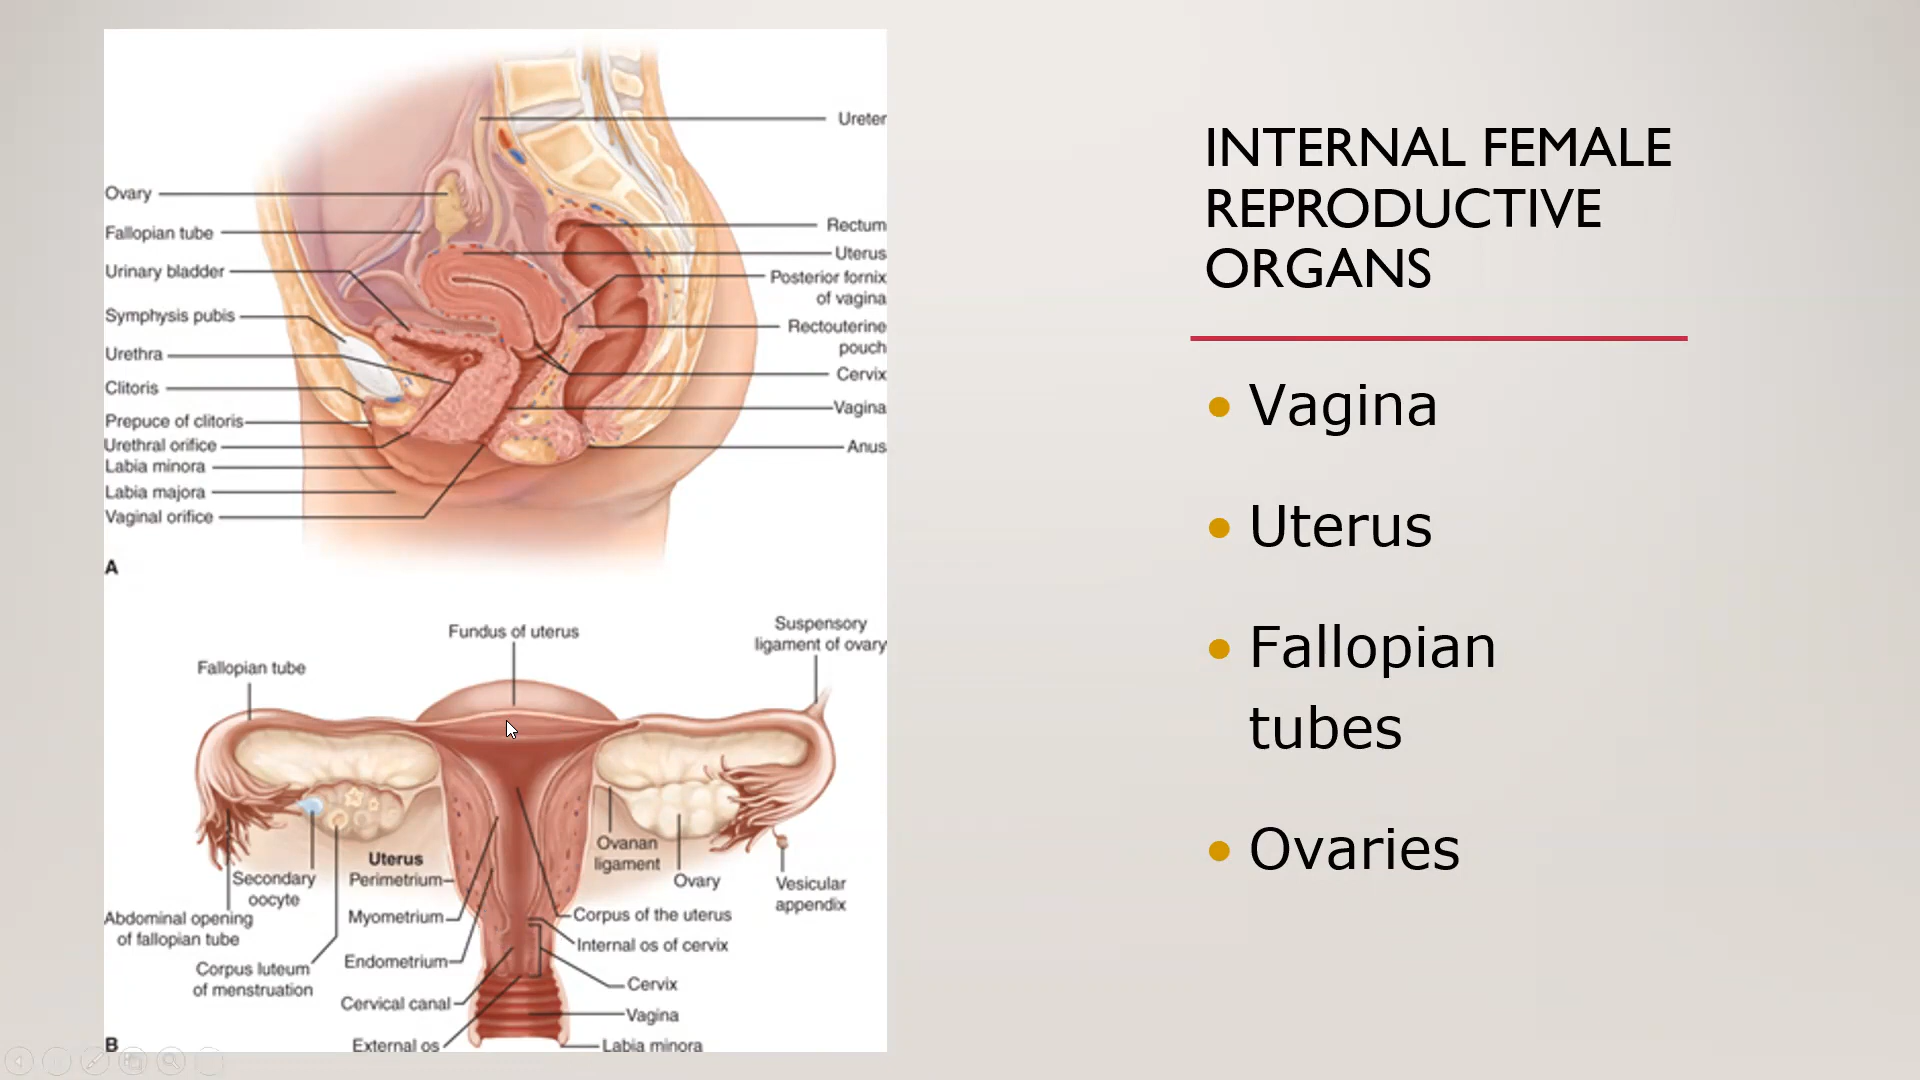 Ureter
Ovary
Fallopian tube
Urinary bladder
Symphysis pubis
Urethra
Clitoris
Prepuce of clitoris
Urethral orifice
Labia minora
Labia majora
Vaginal orifice
Rectum
Uterus
Posterior fornix
of vagina
Rectouterine
pouch
Cervix
Vagina
Anus
A
Fundus of uterus
Suspensory
ligament of ovary
Fallopian tube
Secondary
oocyte
Abdominal opening
of fallopian tube
Corpus luteum
of menstruation
Uterus
Perimetrium
Myometrium
Endometrium
Cervical canal
External os
Ovanan
ligament
Ovary
Vesicular
appendix
Corpus of the uterus
Internal os of cervix
Cervix
Vagina
Labia minora
B
INTERNAL FEMALE
REPRODUCTIVE
ORGANS
• Vagina
• Uterus
• Fallopian
tubes
• Ovaries